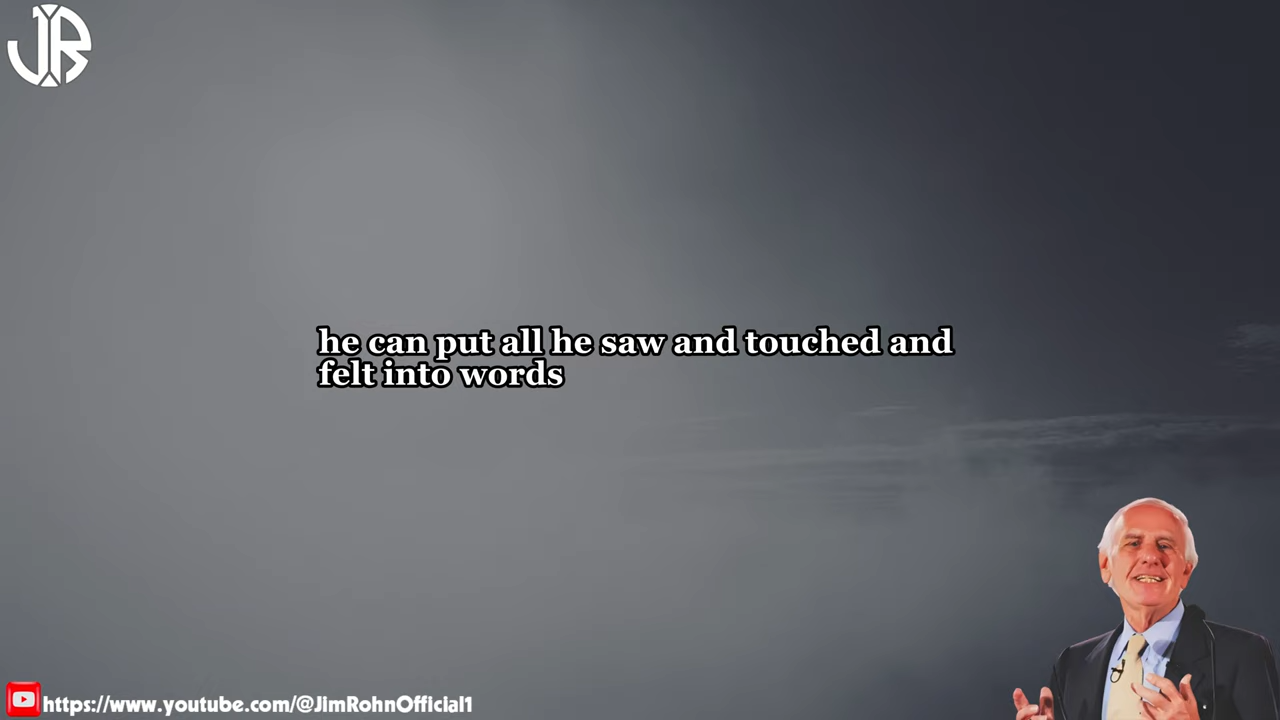 JR
he can put all he saw and touched and
felt into words
https://www.youtube.com/@JimRohnOfficial1